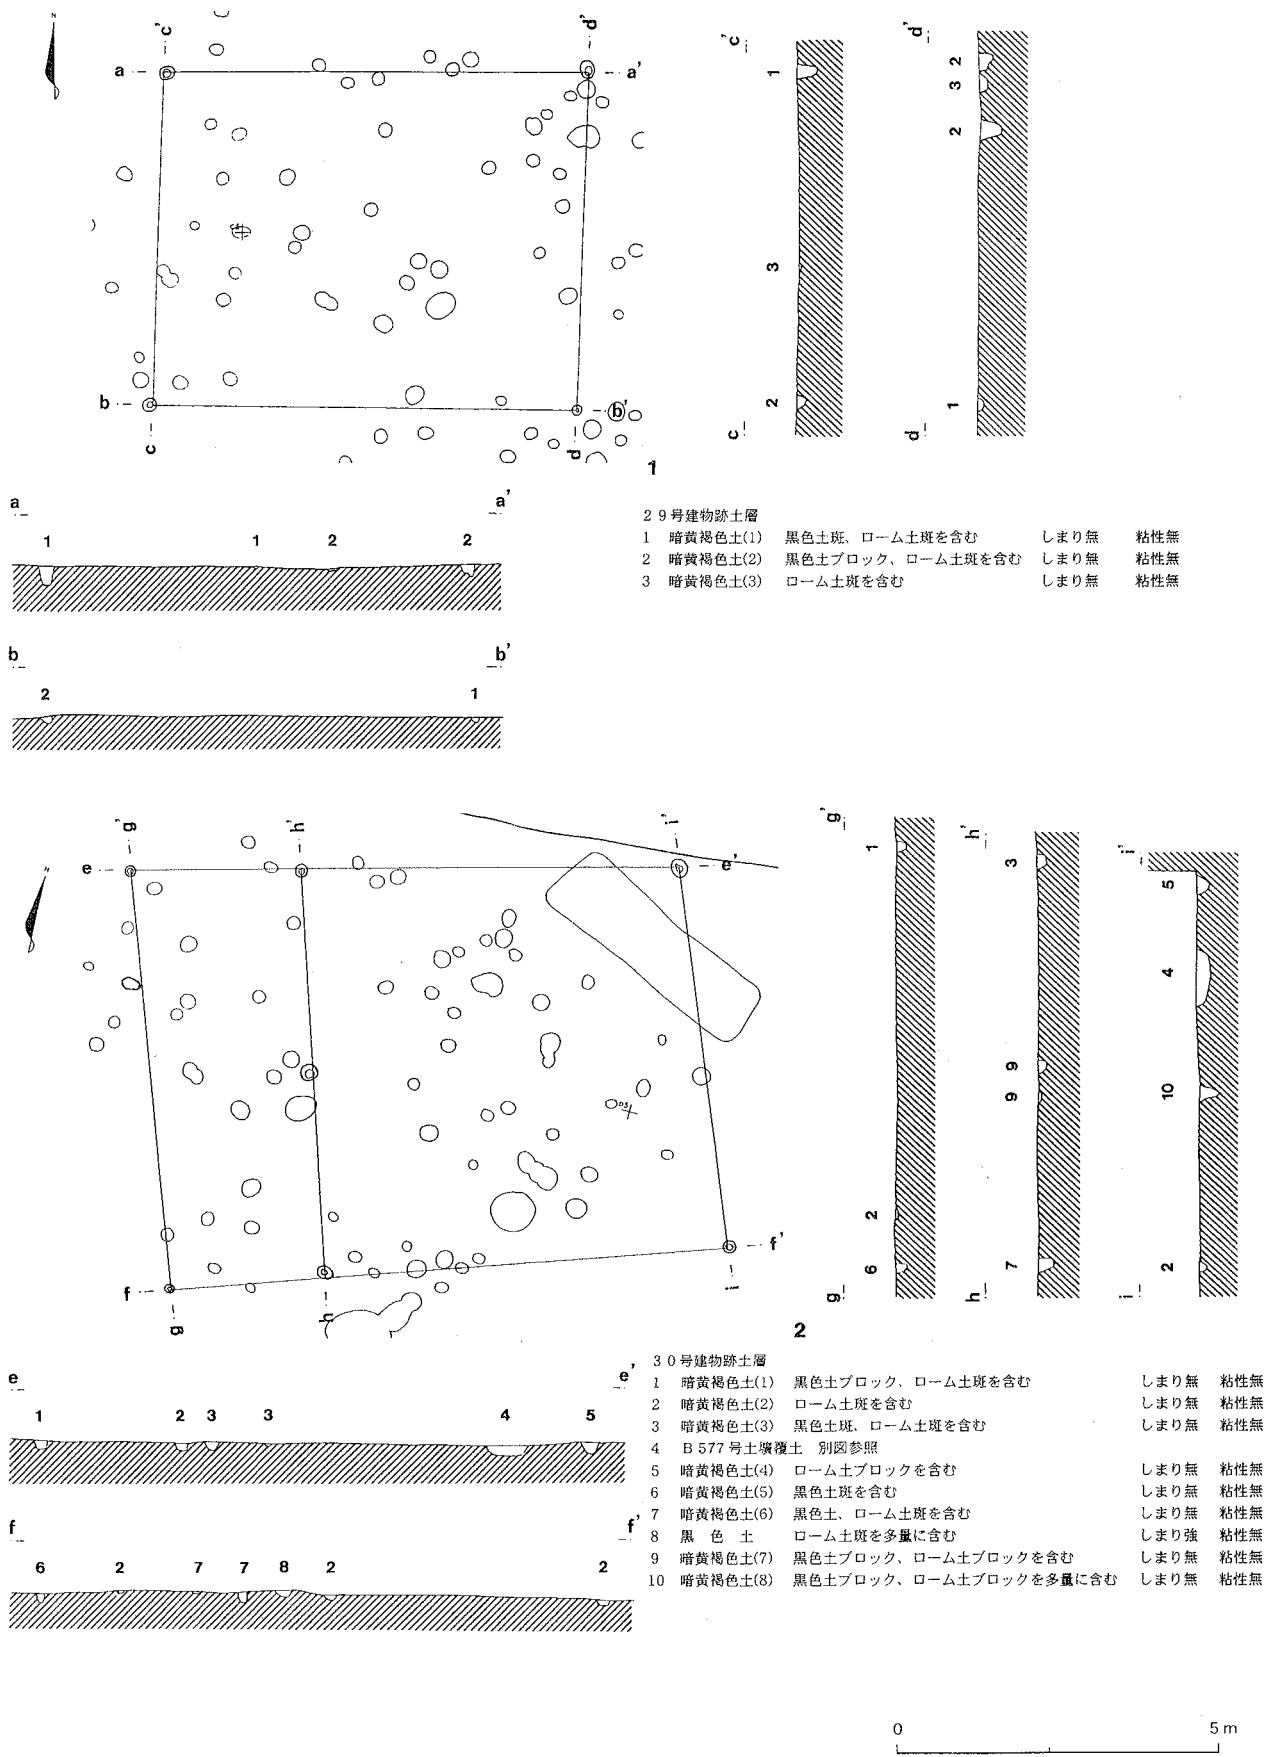 N
c' d'
a a'
b b'
c d
1
c' 1 3 2 c
d' 2 3 2 1 d
a a'
1 1 2 2
b b'
2 1
29号建物跡土層
1 暗黄褐色土(1) 黒色土斑、ローム土斑を含む しまり無 粘性無
2 暗黄褐色土(2) 黒色土ブロック、ローム土斑を含む しまり無 粘性無
3 暗黄褐色土(3) ローム土斑を含む しまり無 粘性無
g' h' i'
e e'
f f'
g h i
2
g' 1 2 6 g
h' 3 9 9 7 h
i' 5 4 10 2 i
e e'
1 2 3 3 4 5
f f'
6 2 7 7 8 2 2
30号建物跡土層
1 暗黄褐色土(1) 黒色土ブロック、ローム土斑を含む しまり無 粘性無
2 暗黄褐色土(2) ローム土斑を含む しまり無 粘性無
3 暗黄褐色土(3) 黒色土斑、ローム土斑を含む しまり無 粘性無
4 B577号土壙覆土 別図参照
5 暗黄褐色土(4) ローム土ブロックを含む しまり無 粘性無
6 暗黄褐色土(5) 黒色土斑を含む しまり無 粘性無
7 暗黄褐色土(6) 黒色土、ローム土斑を含む しまり無 粘性無
8 黒色土 ローム土斑を多量に含む しまり強 粘性無
9 暗黄褐色土(7) 黒色土ブロック、ローム土ブロックを含む しまり無 粘性無
10 暗黄褐色土(8) 黒色土ブロック、ローム土ブロックを多量に含む しまり無 粘性無
0 5m